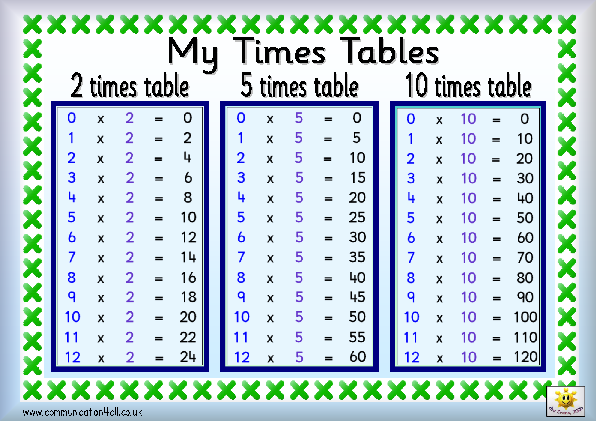 My Times Tables
2 times table
0 x 2 = 0
1 x 2 = 2
2 x 2 = 4
3 x 2 = 6
4 x 2 = 8
5 x 2 = 10
6 x 2 = 12
7 x 2 = 14
8 x 2 = 16
9 x 2 = 18
10 x 2 = 20
11 x 2 = 22
12 x 2 = 24
5 times table
0 x 5 = 0
1 x 5 = 5
2 x 5 = 10
3 x 5 = 15
4 x 5 = 20
5 x 5 = 25
6 x 5 = 30
7 x 5 = 35
8 x 5 = 40
9 x 5 = 45
10 x 5 = 50
11 x 5 = 55
12 x 5 = 60
10 times table
0 x 10 = 0
1 x 10 = 10
2 x 10 = 20
3 x 10 = 30
4 x 10 = 40
5 x 10 = 50
6 x 10 = 60
7 x 10 = 70
8 x 10 = 80
9 x 10 = 90
10 x 10 = 100
11 x 10 = 110
12 x 10 = 120
www.communication4all.co.uk